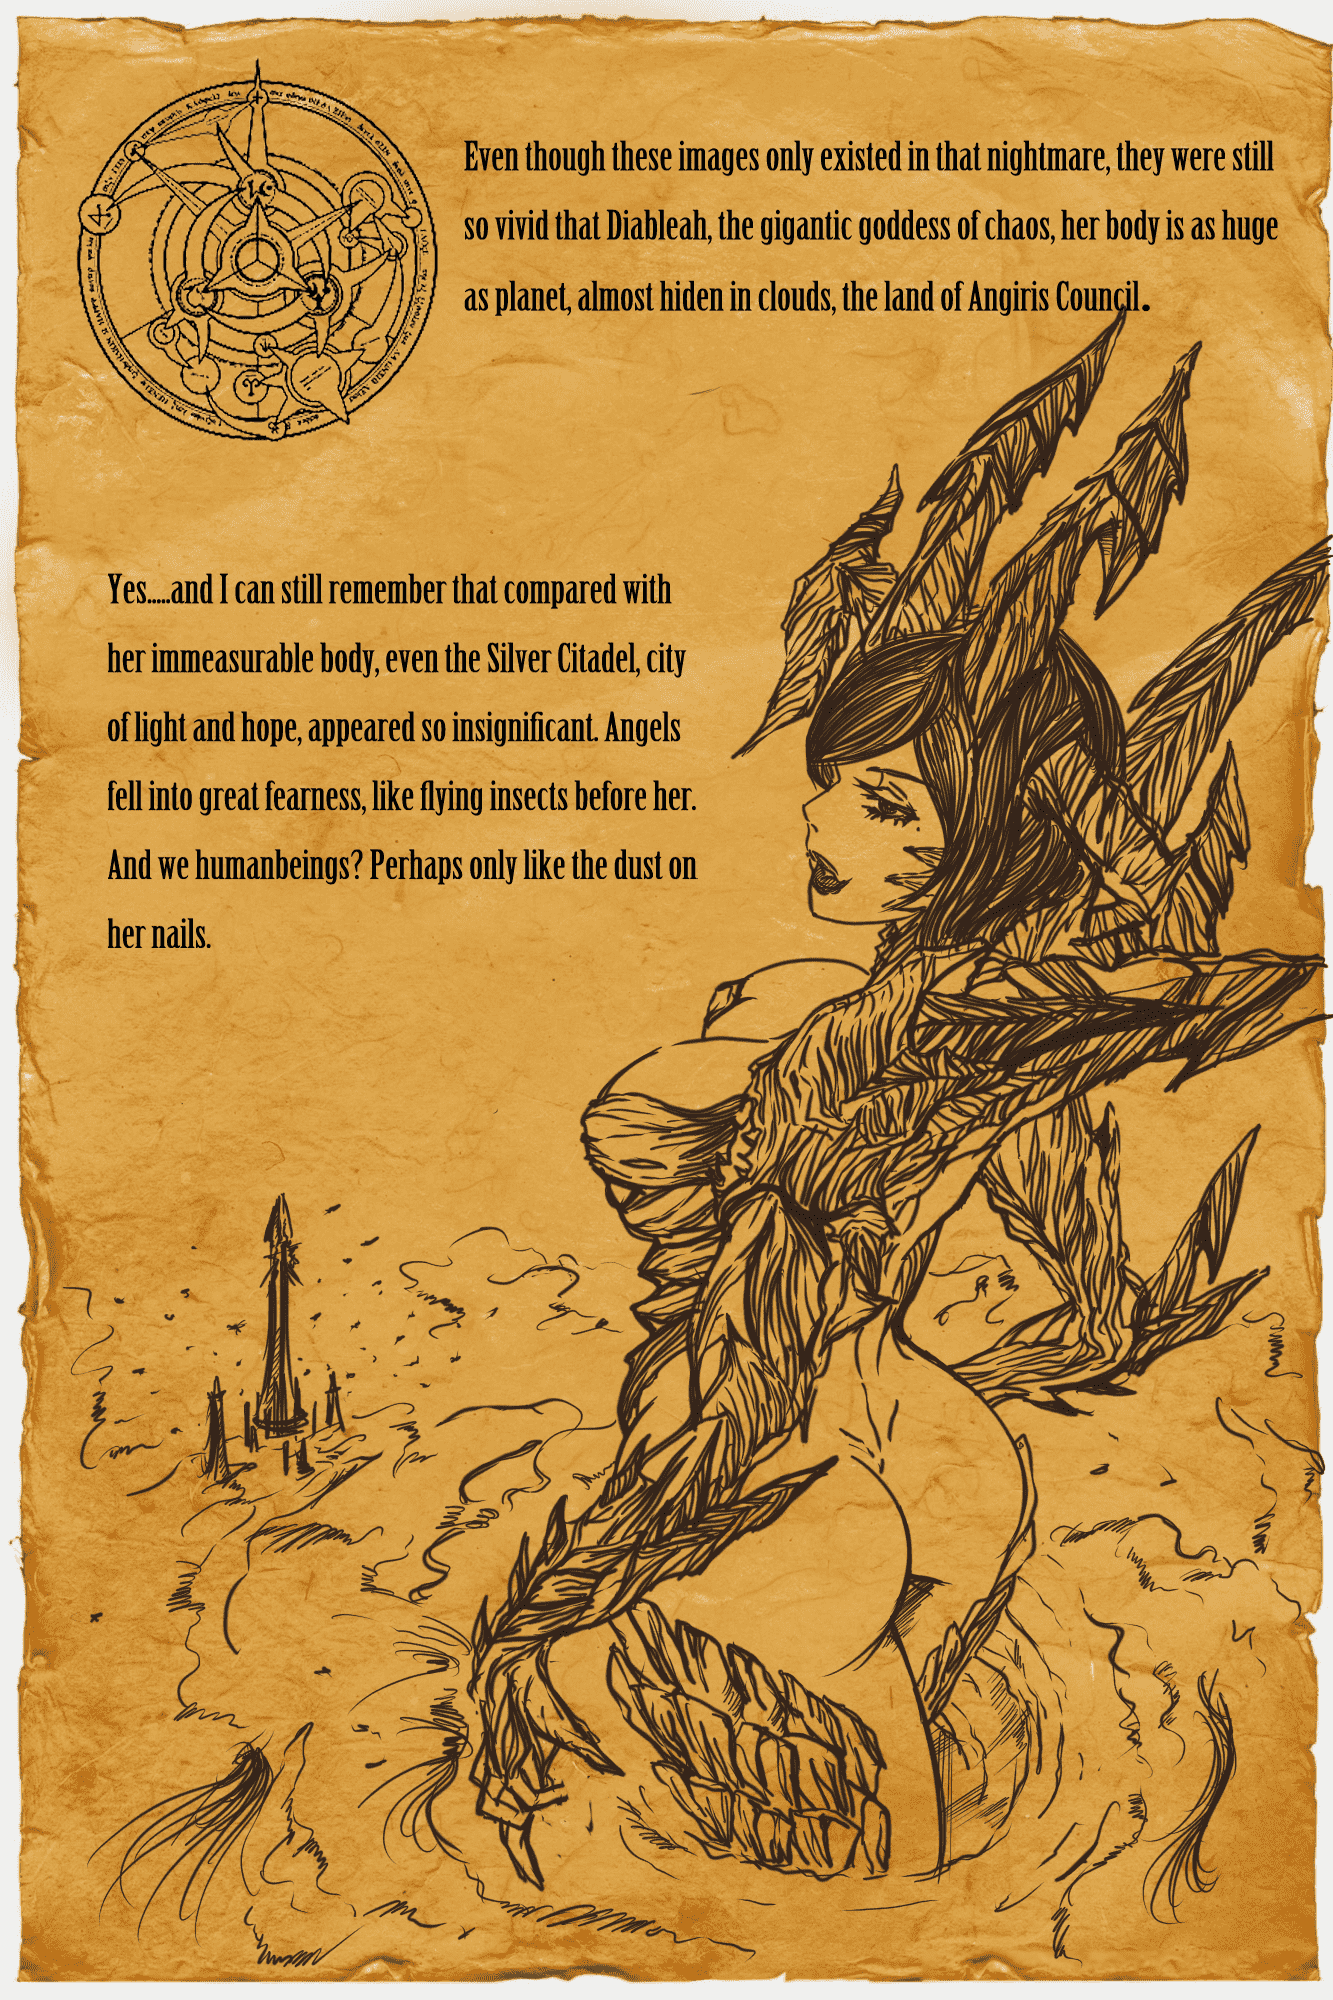 Even though these images only existed in that nightmare, they were still
so vivid that Diableah, the gigantic goddess of chaos, her body is as huge
as planet, almost hiden in clouds, the land of Angiris Council.
Yes.....and I can still remember that compared with
her immeasurable body, even the Silver Citadel, city
of light and hope, appeared so insignificant. Angels
fell into great fearness, like flying insects before her.
And we humanbeings? Perhaps only like the dust on
her nails.